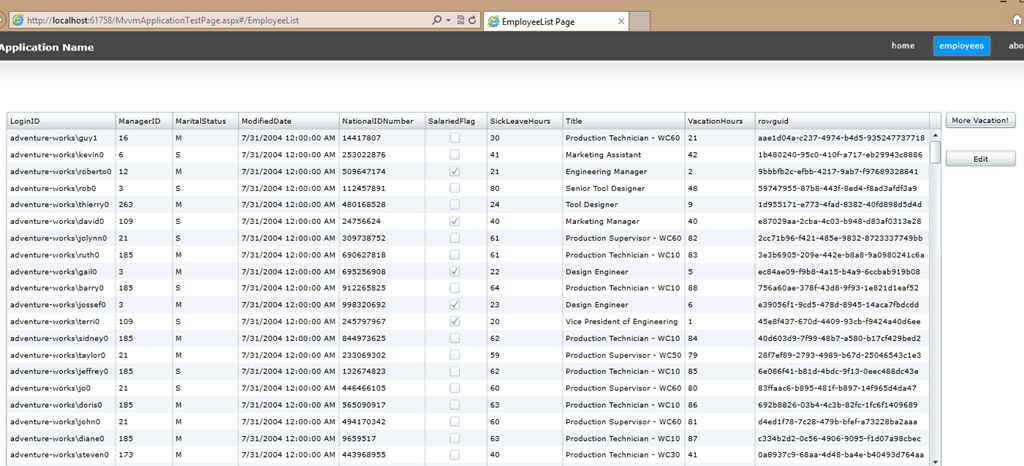 http://localhost:61758/MvvmApplicationTestPage.aspx#/EmployeeList EmployeeList Page
Application Name home employees abo
LoginID ManagerID MaritalStatus ModifiedDate NationalIDNumber SalariedFlag SickLeaveHours Title VacationHours rowguid More Vacation!
adventure-works\guy1 16 M 7/31/2004 12:00:00 AM 14417807 30 Production Technician - WC60 21 aae1d04a-c237-4974-b4d5-935247737718
adventure-works\kevin0 6 S 7/31/2004 12:00:00 AM 253022876 41 Marketing Assistant 42 1b480240-95c0-410f-a717-eb29943c8886
Edit
adventure-works\roberto0 12 M 7/31/2004 12:00:00 AM 509647174 21 Engineering Manager 2 9bbbfb2c-efbb-4217-9ab7-f97689328841
adventure-works\rob0 3 S 7/31/2004 12:00:00 AM 112457891 80 Senior Tool Designer 48 59747955-87b8-443f-8ed4-f8ad3afdf3a9
adventure-works\thierry0 263 M 7/31/2004 12:00:00 AM 480168528 24 Tool Designer 9 1d955171-e773-4fad-8382-40fd898d5d4d
adventure-works\david0 109 S 7/31/2004 12:00:00 AM 24756624 40 Marketing Manager 40 e87029aa-2cba-4c03-b948-d83af0313e28
adventure-works\jolynn0 21 S 7/31/2004 12:00:00 AM 309738752 61 Production Supervisor - WC60 82 2cc71b96-f421-485e-9832-8723337749bb
adventure-works\ruth0 185 M 7/31/2004 12:00:00 AM 690627818 61 Production Technician - WC10 83 3e3b6905-209e-442e-b8a8-9a0980241c6a
adventure-works\gail0 3 M 7/31/2004 12:00:00 AM 695256908 22 Design Engineer 5 ec84ae09-f9b8-4a15-b4a9-6ccbab919b08
adventure-works\barry0 185 S 7/31/2004 12:00:00 AM 912265825 64 Production Technician - WC10 88 756a60ae-378f-43d8-9f93-1e821d1eaf52
adventure-works\jossef0 3 M 7/31/2004 12:00:00 AM 998320692 23 Design Engineer 6 e39056f1-9cd5-478d-8945-14aca7fbdcdd
adventure-works\terri0 109 S 7/31/2004 12:00:00 AM 245797967 20 Vice President of Engineering 1 45e8f437-670d-4409-93cb-f9424a40d6ee
adventure-works\sidney0 185 M 7/31/2004 12:00:00 AM 844973625 62 Production Technician - WC10 84 40d603d9-7f99-48b7-a580-b17cf429bed2
adventure-works\taylor0 21 M 7/31/2004 12:00:00 AM 233069302 59 Production Supervisor - WC50 79 28f7ef89-2793-4989-b67d-25046543c1e3
adventure-works\jeffrey0 185 S 7/31/2004 12:00:00 AM 132674823 62 Production Technician - WC10 85 6e086f41-b81d-4bdc-9f13-0eec488dc43e
adventure-works\jo0 21 S 7/31/2004 12:00:00 AM 446466105 60 Production Supervisor - WC60 80 83ffaac6-b895-481f-b897-14f965d4da47
adventure-works\doris0 185 M 7/31/2004 12:00:00 AM 565090917 63 Production Technician - WC10 86 692b8826-03b4-4c3b-82fc-1fc6f1409689
adventure-works\john0 21 M 7/31/2004 12:00:00 AM 494170342 60 Production Supervisor - WC60 81 d4ed1f78-7c28-479b-bfef-a73228ba2aaa
adventure-works\diane0 185 M 7/31/2004 12:00:00 AM 9659517 63 Production Technician - WC10 87 c334b2d2-0c56-4906-9095-f1d07a98cbec
adventure-works\steven0 173 M 7/31/2004 12:00:00 AM 443968955 40 Production Technician - WC30 41 0a8937c9-68aa-4d48-ba4e-b40493d764aa